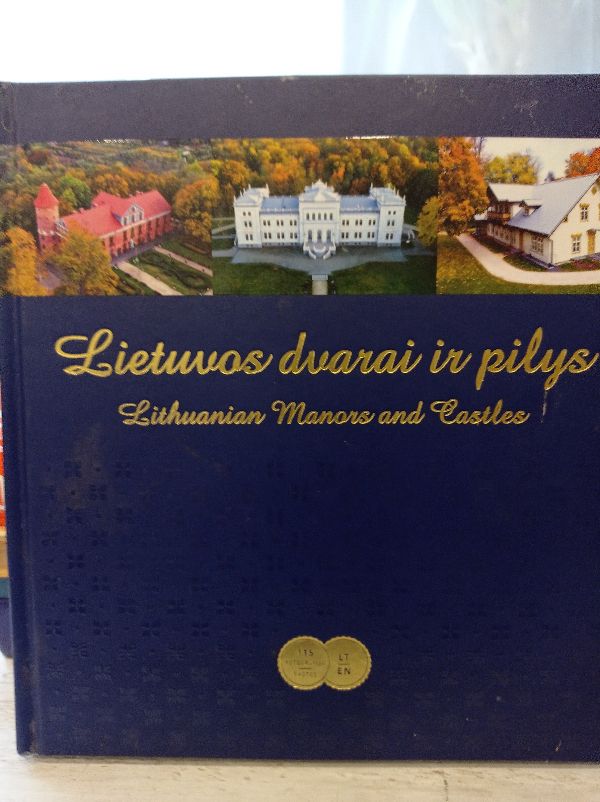 Lietuvos dvarai ir pilys
Lithuanian Manors and Castles
115
LT
EN